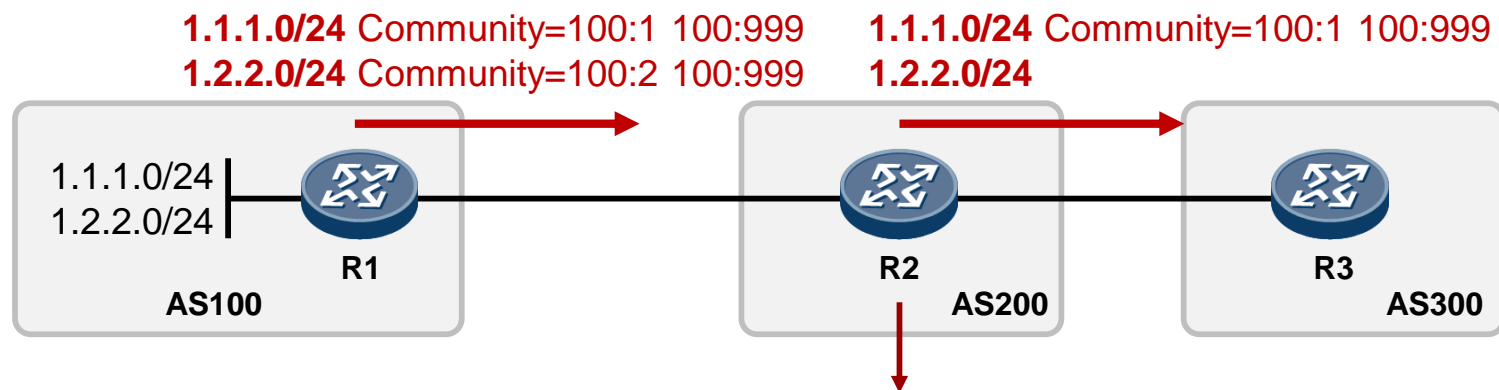 1.1.1.0/24 Community=100:1 100:999
1.2.2.0/24 Community=100:2 100:999
1.1.1.0/24 Community=100:1 100:999
1.2.2.0/24
1.1.1.0/24
1.2.2.0/24
R1
AS100
R2
AS200
R3
AS300